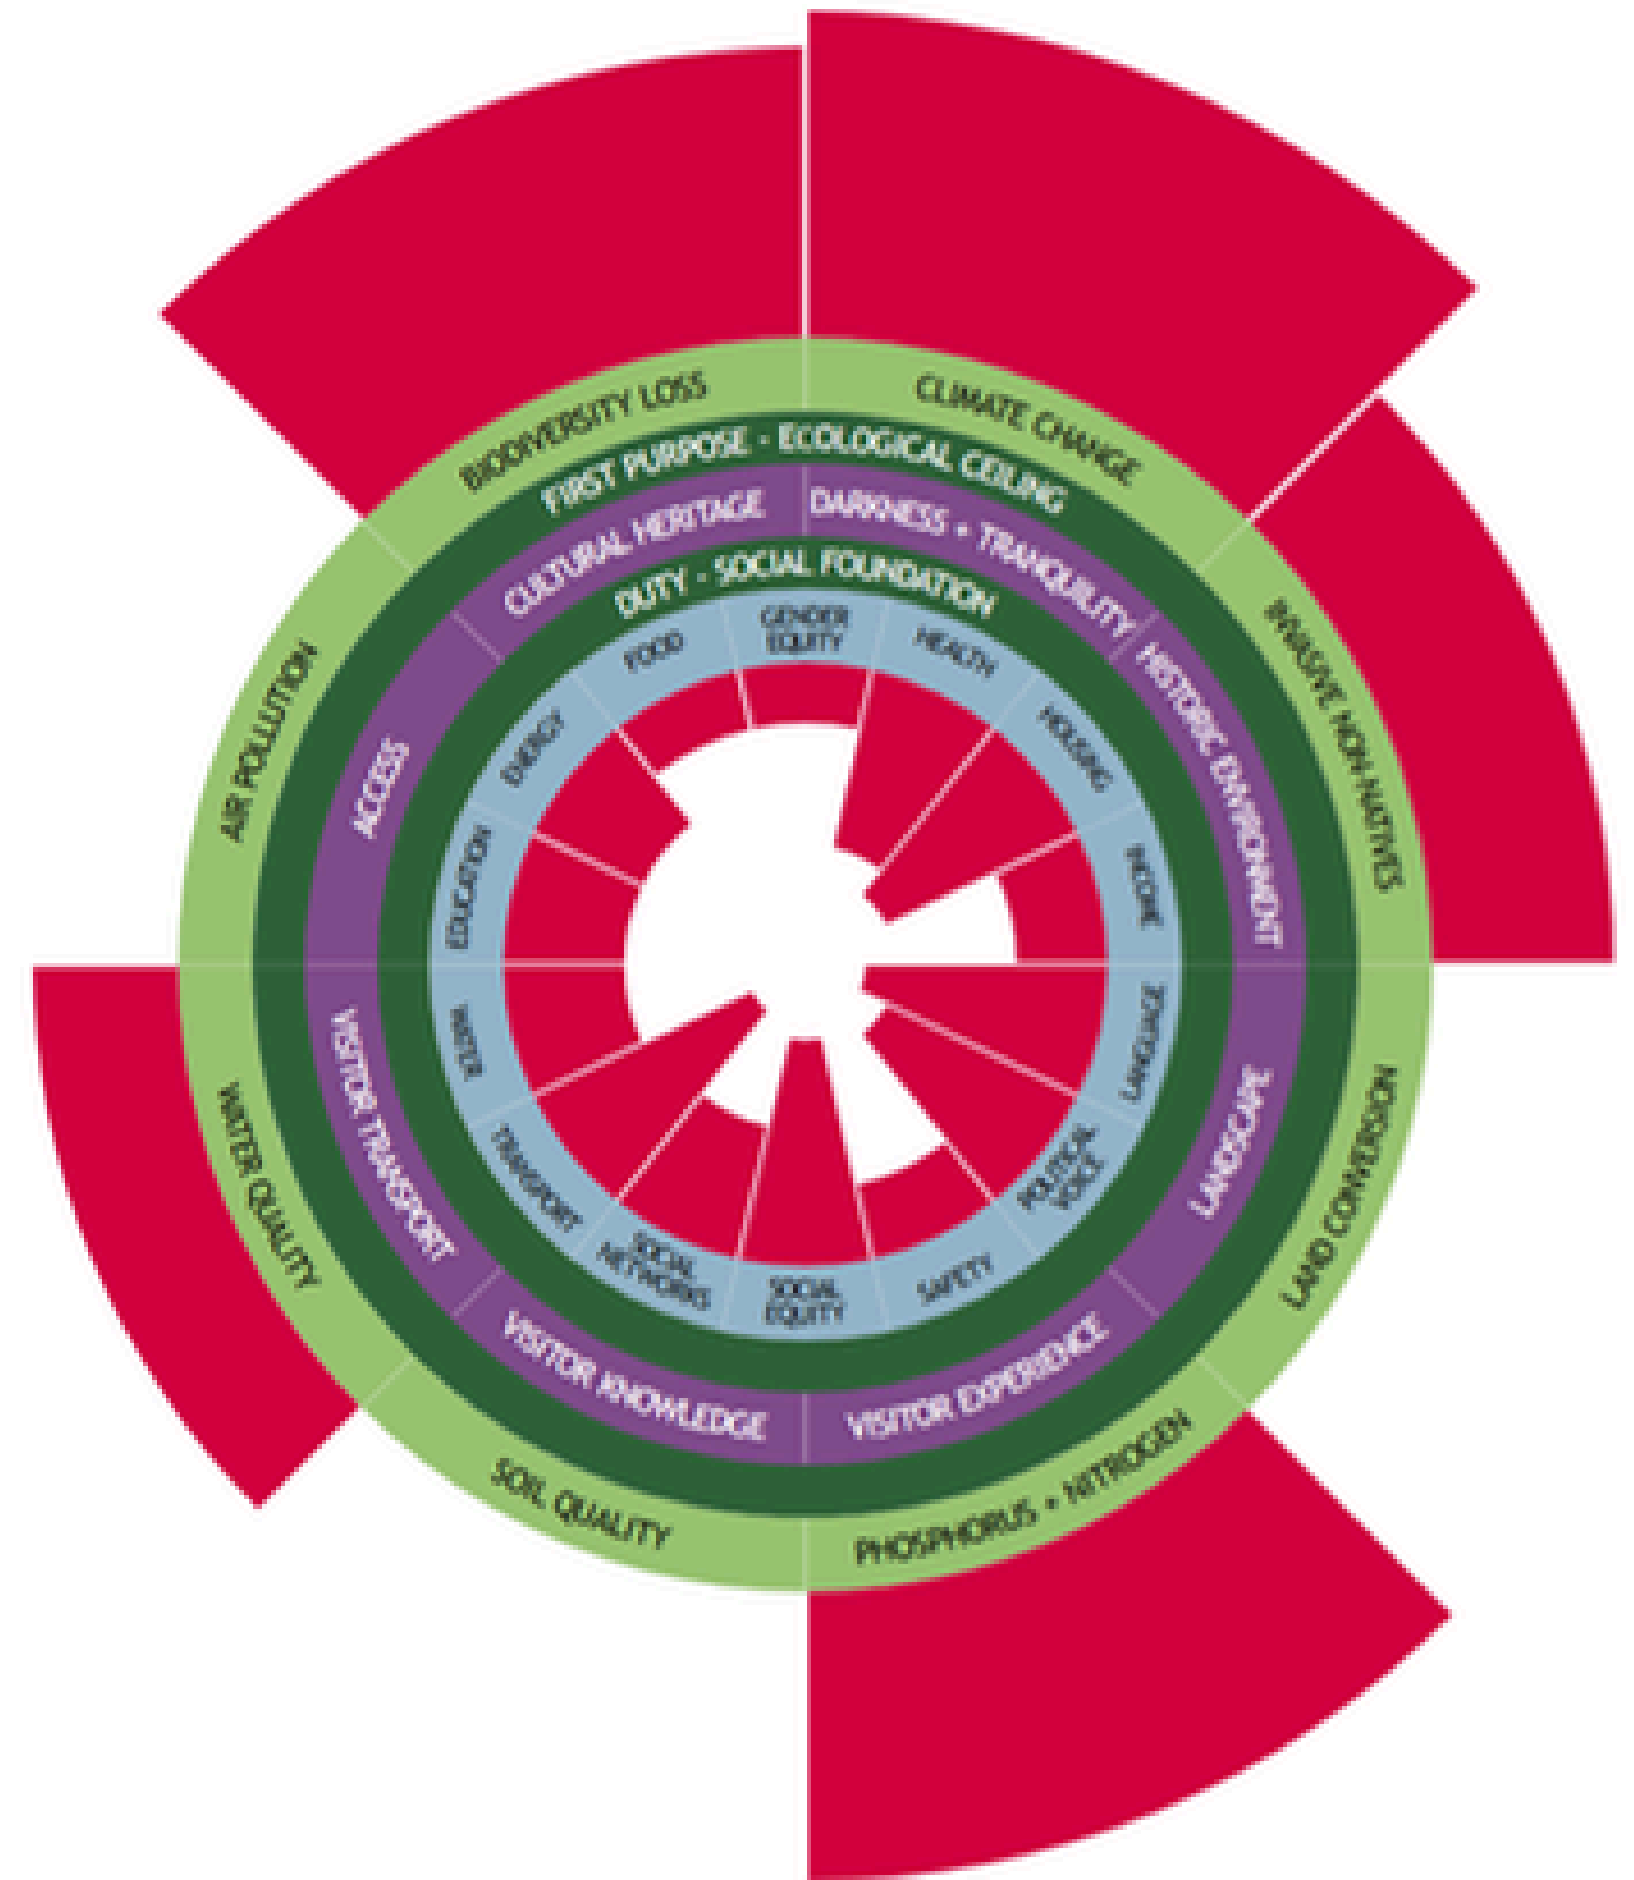 BIODIVERSITY LOSS
CLIMATE CHANGE
INVASIVE NON-NATIVES
LAND CONVERSION
PHOSPHORUS + NITROGEN
SOIL QUALITY
WATER QUALITY
AIR POLLUTION
FIRST PURPOSE - ECOLOGICAL CEILING
CULTURAL HERITAGE
DARKNESS + TRANQUILITY
HISTORIC ENVIRONMENT
LANDSCAPE
VISITOR EXPERIENCE
VISITOR KNOWLEDGE
VISITOR TRANSPORT
ACCESS
DUTY - SOCIAL FOUNDATION
GENDER
EQUITY
HEALTH
HOUSING
INCOME
LANGUAGE
POLITICAL
VOICE
SAFETY
SOCIAL
EQUITY
SOCIAL
NETWORKS
TRANSPORT
WATER
EDUCATION
ENERGY
FOOD